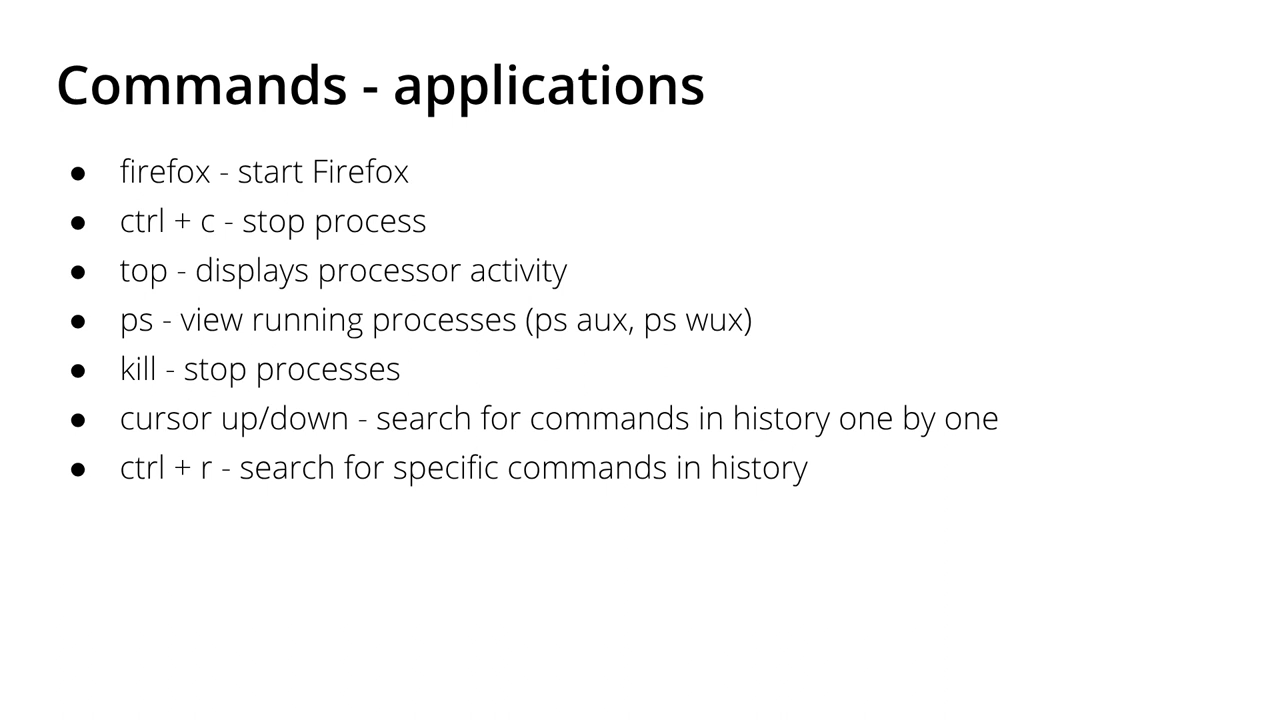 Commands - applications
● firefox - start Firefox
● ctrl + c - stop process
● top - displays processor activity
● ps - view running processes (ps aux, ps wux)
● kill - stop processes
● cursor up/down - search for commands in history one by one
● ctrl + r - search for specific commands in history